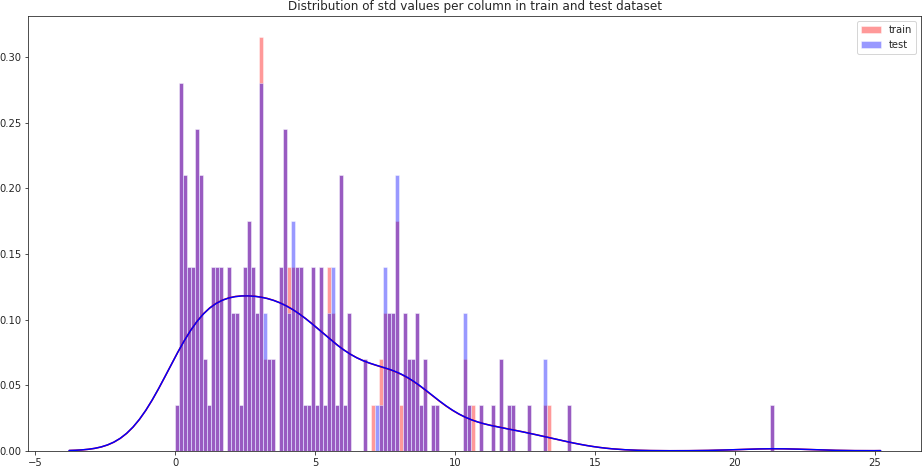 Distribution of std values per column in train and test dataset
train
test
0.30
0.25
0.20
0.15
0.10
0.05
0.00
−5 0 5 10 15 20 25